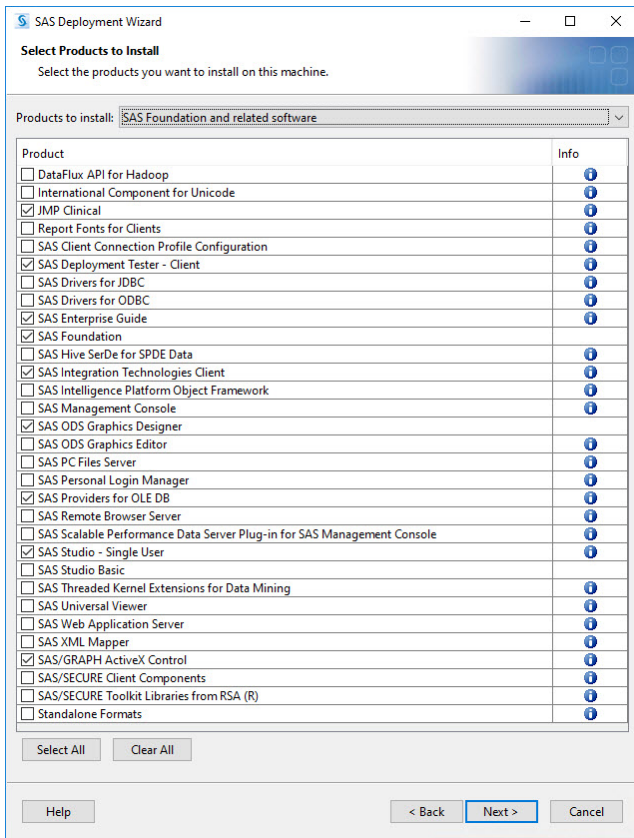 SAS Deployment Wizard
Select Products to Install
Select the products you want to install on this machine.
Products to install: SAS Foundation and related software
Product Info
DataFlux API for Hadoop
International Component for Unicode
JMP Clinical
Report Fonts for Clients
SAS Client Connection Profile Configuration
SAS Deployment Tester - Client
SAS Drivers for JDBC
SAS Drivers for ODBC
SAS Enterprise Guide
SAS Foundation
SAS Hive SerDe for SPDE Data
SAS Integration Technologies Client
SAS Intelligence Platform Object Framework
SAS Management Console
SAS ODS Graphics Designer
SAS ODS Graphics Editor
SAS PC Files Server
SAS Personal Login Manager
SAS Providers for OLE DB
SAS Remote Browser Server
SAS Scalable Performance Data Server Plug-in for SAS Management Console
SAS Studio - Single User
SAS Studio Basic
SAS Threaded Kernel Extensions for Data Mining
SAS Universal Viewer
SAS Web Application Server
SAS XML Mapper
SAS/GRAPH ActiveX Control
SAS/SECURE Client Components
SAS/SECURE Toolkit Libraries from RSA (R)
Standalone Formats
Select All Clear All
Help < Back Next > Cancel